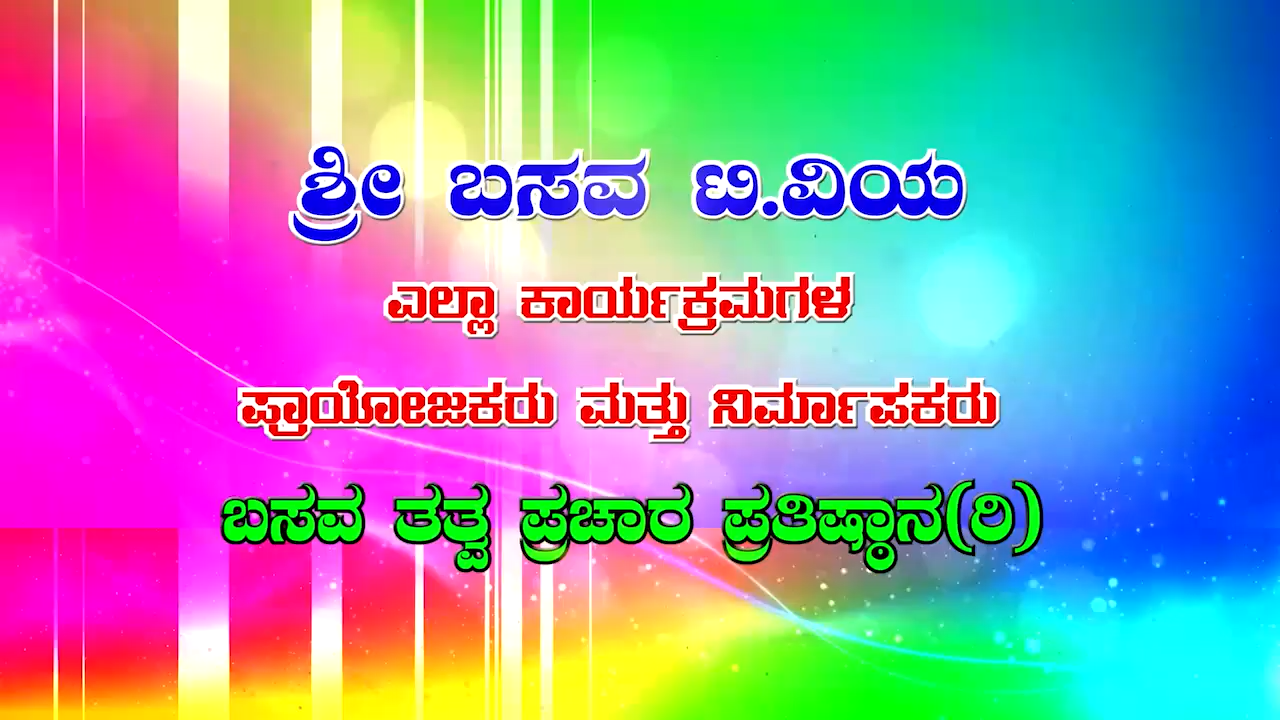 ಶ್ರೀ ಬಸವ ಟಿ.ವಿಯ
ಎಲ್ಲಾ ಕಾರ್ಯಕ್ರಮಗಳ
ಪ್ರಾಯೋಜಕರು ಮತ್ತು ನಿರ್ಮಾಪಕರು
ಬಸವ ತತ್ವ ಪ್ರಚಾರ ಪ್ರತಿಷ್ಠಾನ(ರಿ)